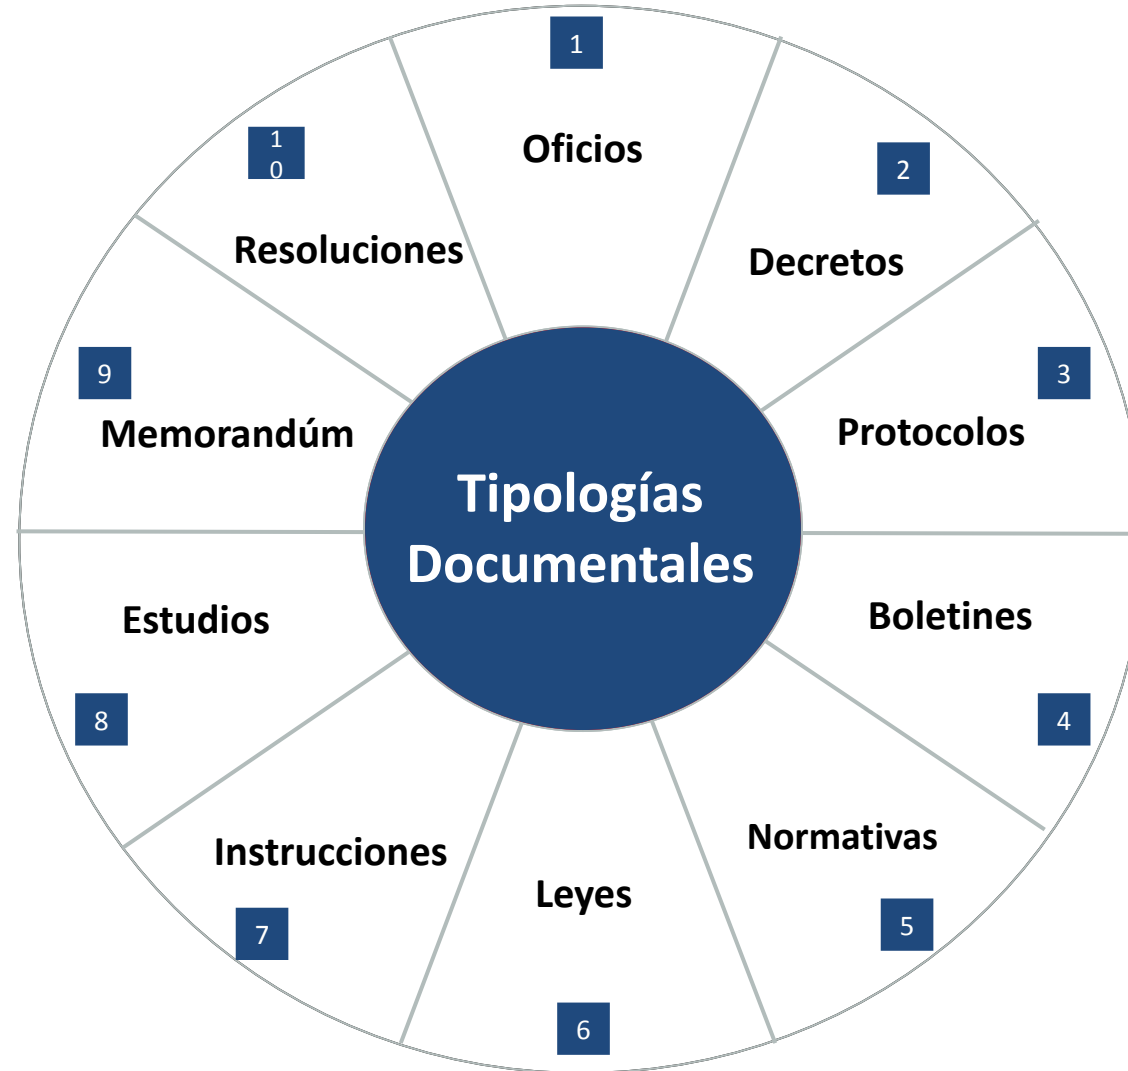 1
Oficios
2
Decretos
3
Protocolos
Boletines
4
Normativas
5
Leyes
6
Instrucciones
7
Estudios
8
9
Memorandúm
1
0
Resoluciones
Tipologías
Documentales